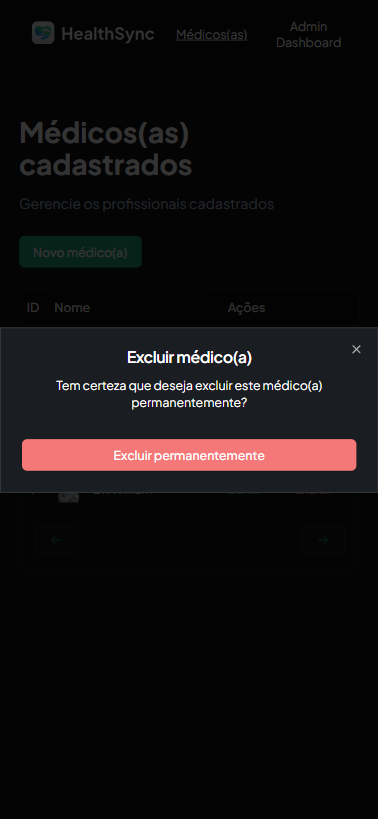 HealthSync
Médicos(as)
Admin
Dashboard
Médicos(as)
cadastrados
Gerencie os profissionais cadastrados
Novo médico(a)
ID Nome Ações
Excluir médico(a)
Tem certeza que deseja excluir este médico(a)
permanentemente?
Excluir permanentemente